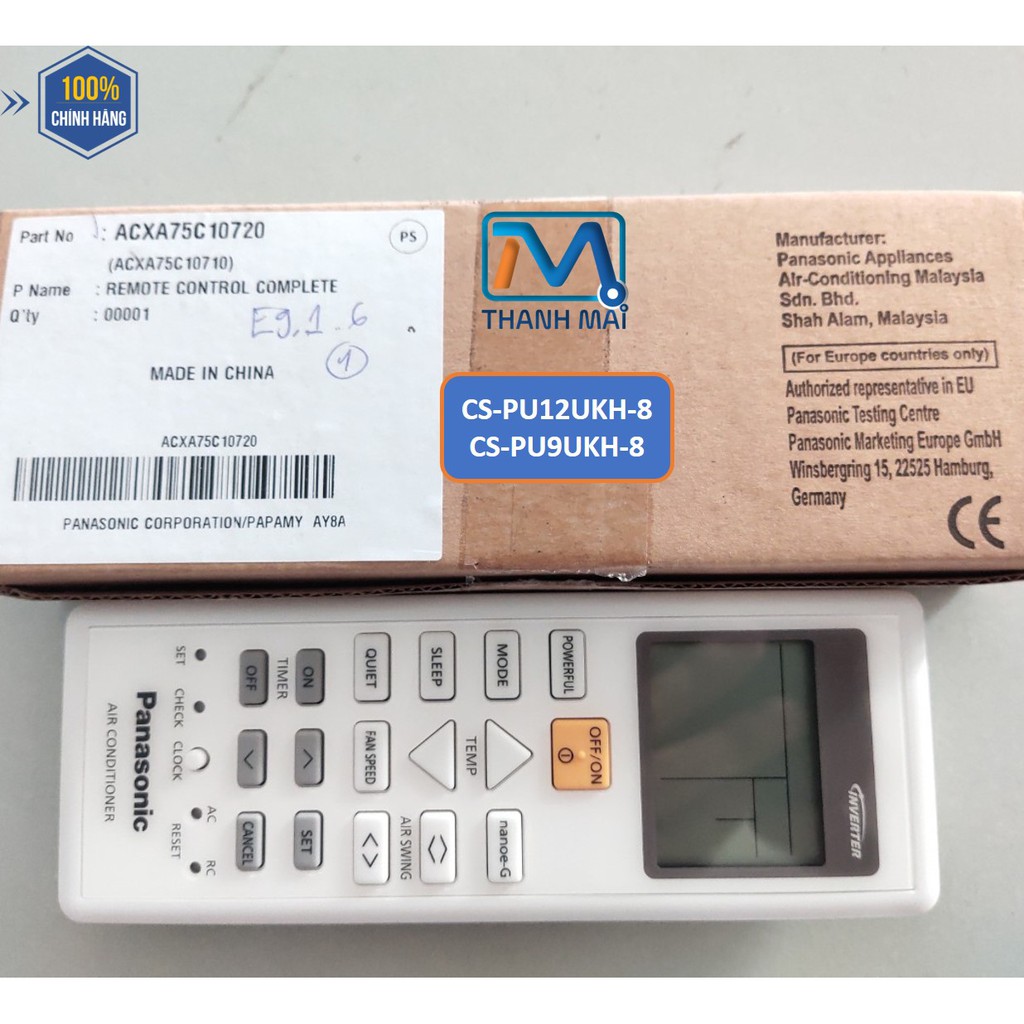 100%
CHÍNH HÃNG
Part No : ACXA75C10720
(ACXA75C10710)
PS
P Name : REMOTE CONTROL COMPLETE
Q'ty : 00001
E9.1.6
1
MADE IN CHINA
ACXA75C10720
PANASONIC CORPORATION/PAPAMY AY8A
THANH MAI
CS-PU12UKH-8
CS-PU9UKH-8
Manufacturer:
Panasonic Appliances
Air-Conditioning Malaysia
Sdn. Bhd.
Shah Alam, Malaysia
(For Europe countries only)
Authorized representative in EU
Panasonic Testing Centre
Panasonic Marketing Europe GmbH
Winsbergring 15, 22525 Hamburg,
Germany
CE
INVERTER
POWERFUL
OFF/ON
MODE
TEMP
nanoe-G
SLEEP
AIR SWING
QUIET
FAN SPEED
TIMER
ON
OFF
SET
CANCEL
SET
CHECK
CLOCK
AC
RESET
RC
Panasonic
AIR CONDITIONER